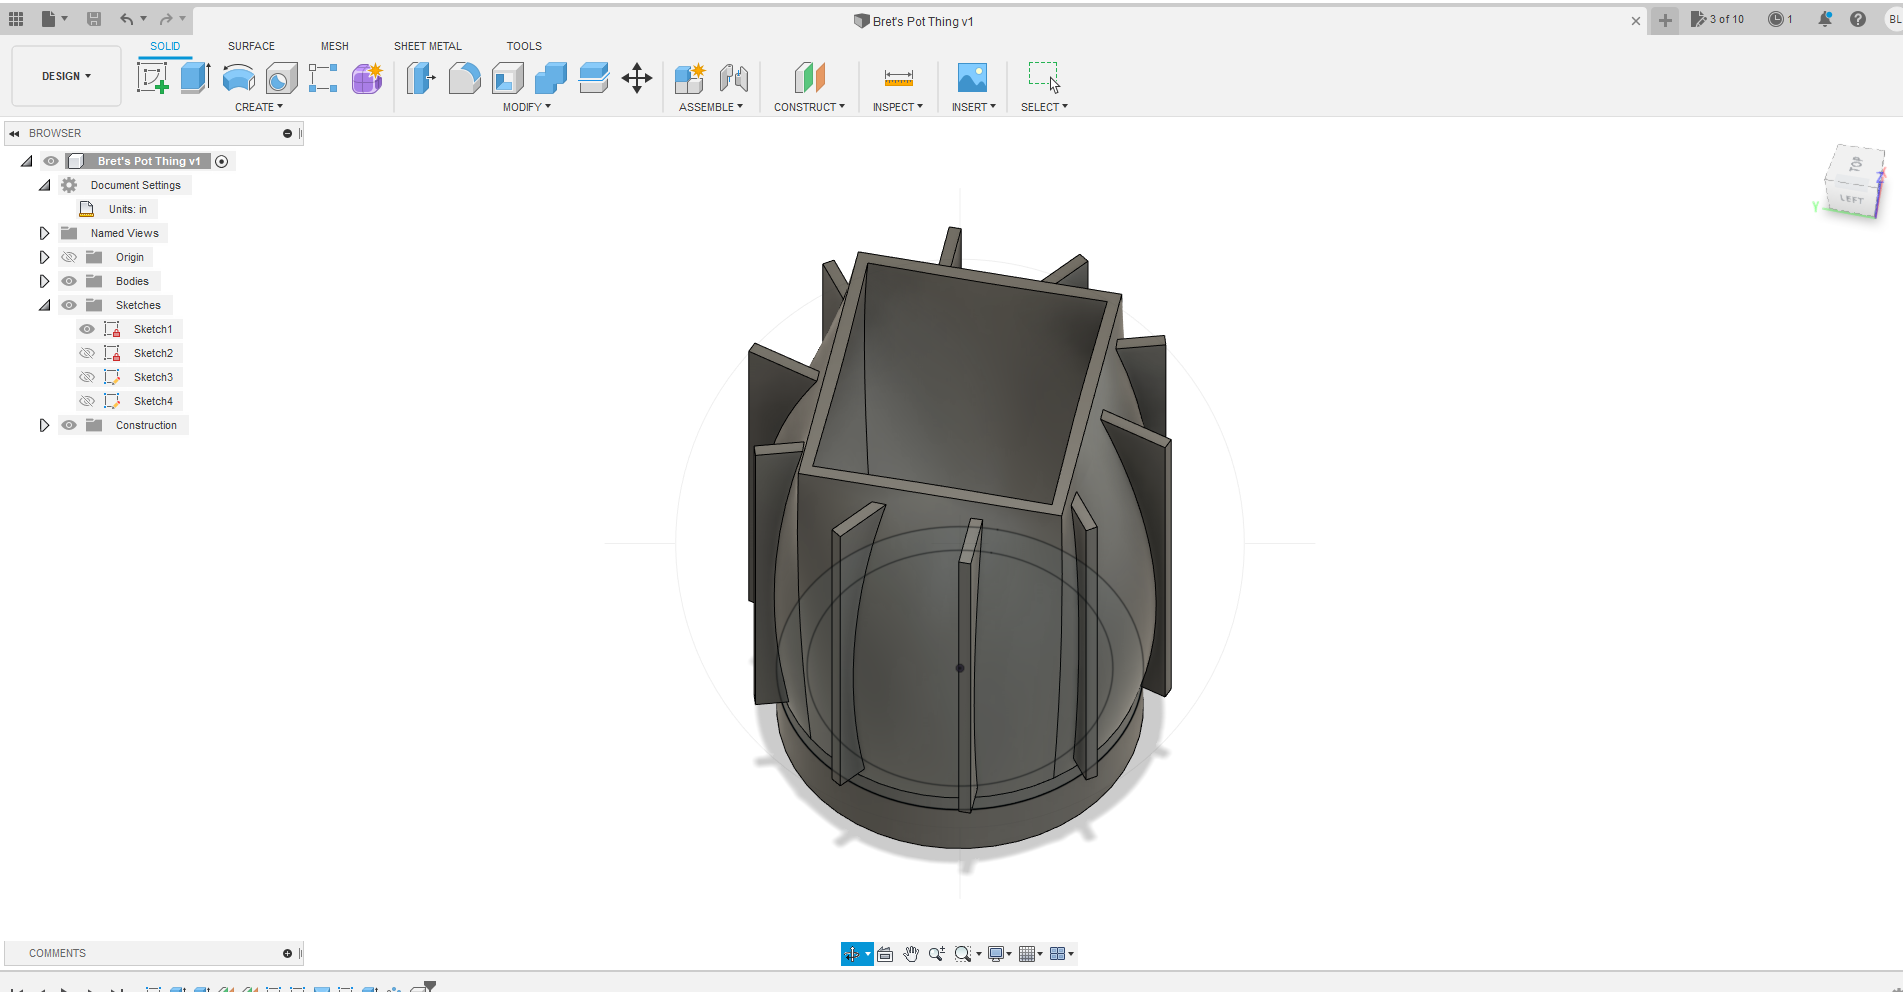 Bret's Pot Thing v1
3 of 10
1
BL
SOLID
SURFACE
MESH
SHEET METAL
TOOLS
DESIGN
CREATE
MODIFY
ASSEMBLE
CONSTRUCT
INSPECT
INSERT
SELECT
BROWSER
Bret's Pot Thing v1
Document Settings
Units: in
Named Views
Origin
Bodies
Sketches
Sketch1
Sketch2
Sketch3
Sketch4
Construction
TOP
LEFT
Z
Y
COMMENTS